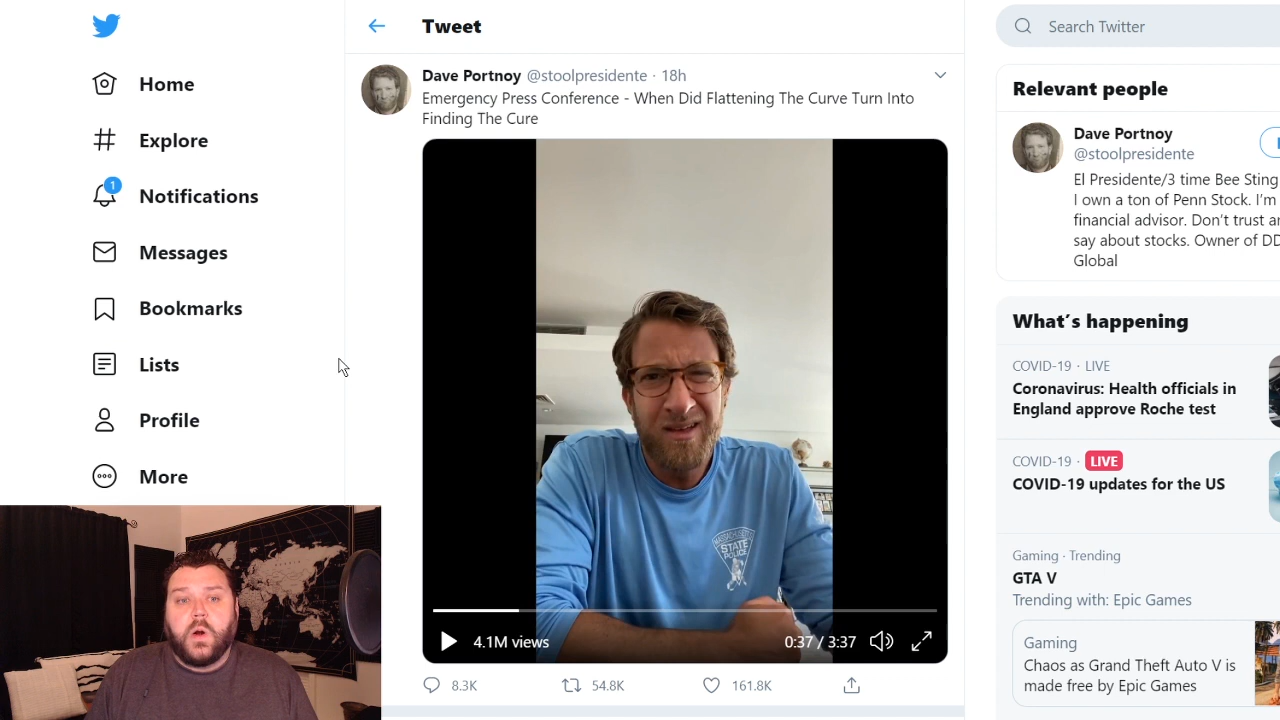 Home
Explore
1
Notifications
Messages
Bookmarks
Lists
Profile
More
Tweet
Dave Portnoy @stoolpresidente · 18h
Emergency Press Conference - When Did Flattening The Curve Turn Into
Finding The Cure
MASSACHUSETTS
STATE
POLICE
4.1M views
0:37 / 3:37
8.3K
54.8K
161.8K
Search Twitter
Relevant people
Dave Portnoy
@stoolpresidente
El Presidente/3 time Bee Sting
I own a ton of Penn Stock. I'm
financial advisor. Don't trust
say about stocks. Owner of
Global
What's happening
COVID-19 · LIVE
Coronavirus: Health officials in
England approve Roche test
COVID-19 · LIVE
COVID-19 updates for the US
Gaming · Trending
GTA V
Trending with: Epic Games
Gaming
Chaos as Grand Theft Auto V is
made free by Epic Games